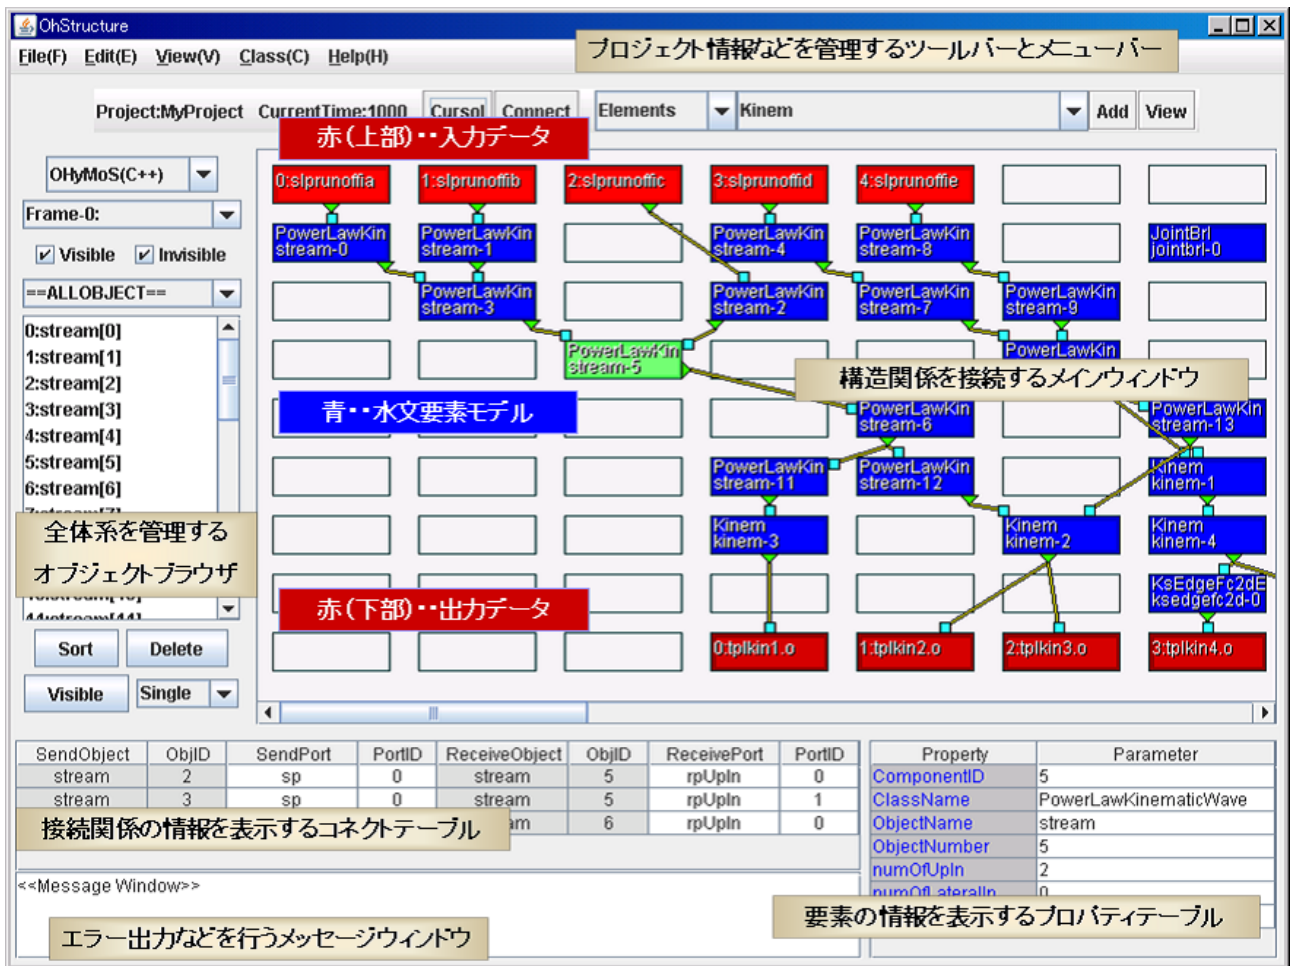 OhStructure
File(F) Edit(E) View(V) Class(C) Help(H)
プロジェクト情報などを管理するツールバーとメニューバー
Project:MyProject CurrentTime:1000 Cursol Connect Elements Kinem Add View
赤(上部)・・入力データ
OHyMoS(C++)
Frame-0:
Visible Invisible
==ALLOBJECT==
0:stream[0]
1:stream[1]
2:stream[2]
3:stream[3]
4:stream[4]
5:stream[5]
6:stream[6]
全体系を管理する
オブジェクトブラウザ
Sort Delete
Visible Single
0:slprunoffia 1:slprunoffib 2:slprunoffic 3:slprunoffid 4:slprunoffie
PowerLawKin
stream-0
PowerLawKin
stream-1
PowerLawKin
stream-4
PowerLawKin
stream-8
JointBrl
jointbrl-0
PowerLawKin
stream-3
PowerLawKin
stream-2
PowerLawKin
stream-7
PowerLawKin
stream-9
PowerLawKin
stream-5
PowerLawKin
構造関係を接続するメインウィンドウ
青・・水文要素モデル
PowerLawKin
stream-6
PowerLawKin
stream-13
PowerLawKin
stream-11
PowerLawKin
stream-12
Kinem
kinem-1
Kinem
kinem-3
Kinem
kinem-2
Kinem
kinem-4
KsEdgeFc2dE
ksedgefc2d-0
赤(下部)・・出力データ
0:tplkin1.o 1:tplkin2.o 2:tplkin3.o 3:tplkin4.o
SendObject ObjID SendPort PortID ReceiveObject ObjID ReceivePort PortID
stream 2 sp 0 stream 5 rpUpIn 0
stream 3 sp 0 stream 5 rpUpIn 1
6 rpUpIn 0
接続関係の情報を表示するコネクトテーブル
<<Message Window>>
エラー出力などを行うメッセージウィンドウ
Property Parameter
ComponentID 5
ClassName PowerLawKinematicWave
ObjectName stream
ObjectNumber 5
numOfUpIn 2
numOfLateralIn 0
要素の情報を表示するプロパティテーブル